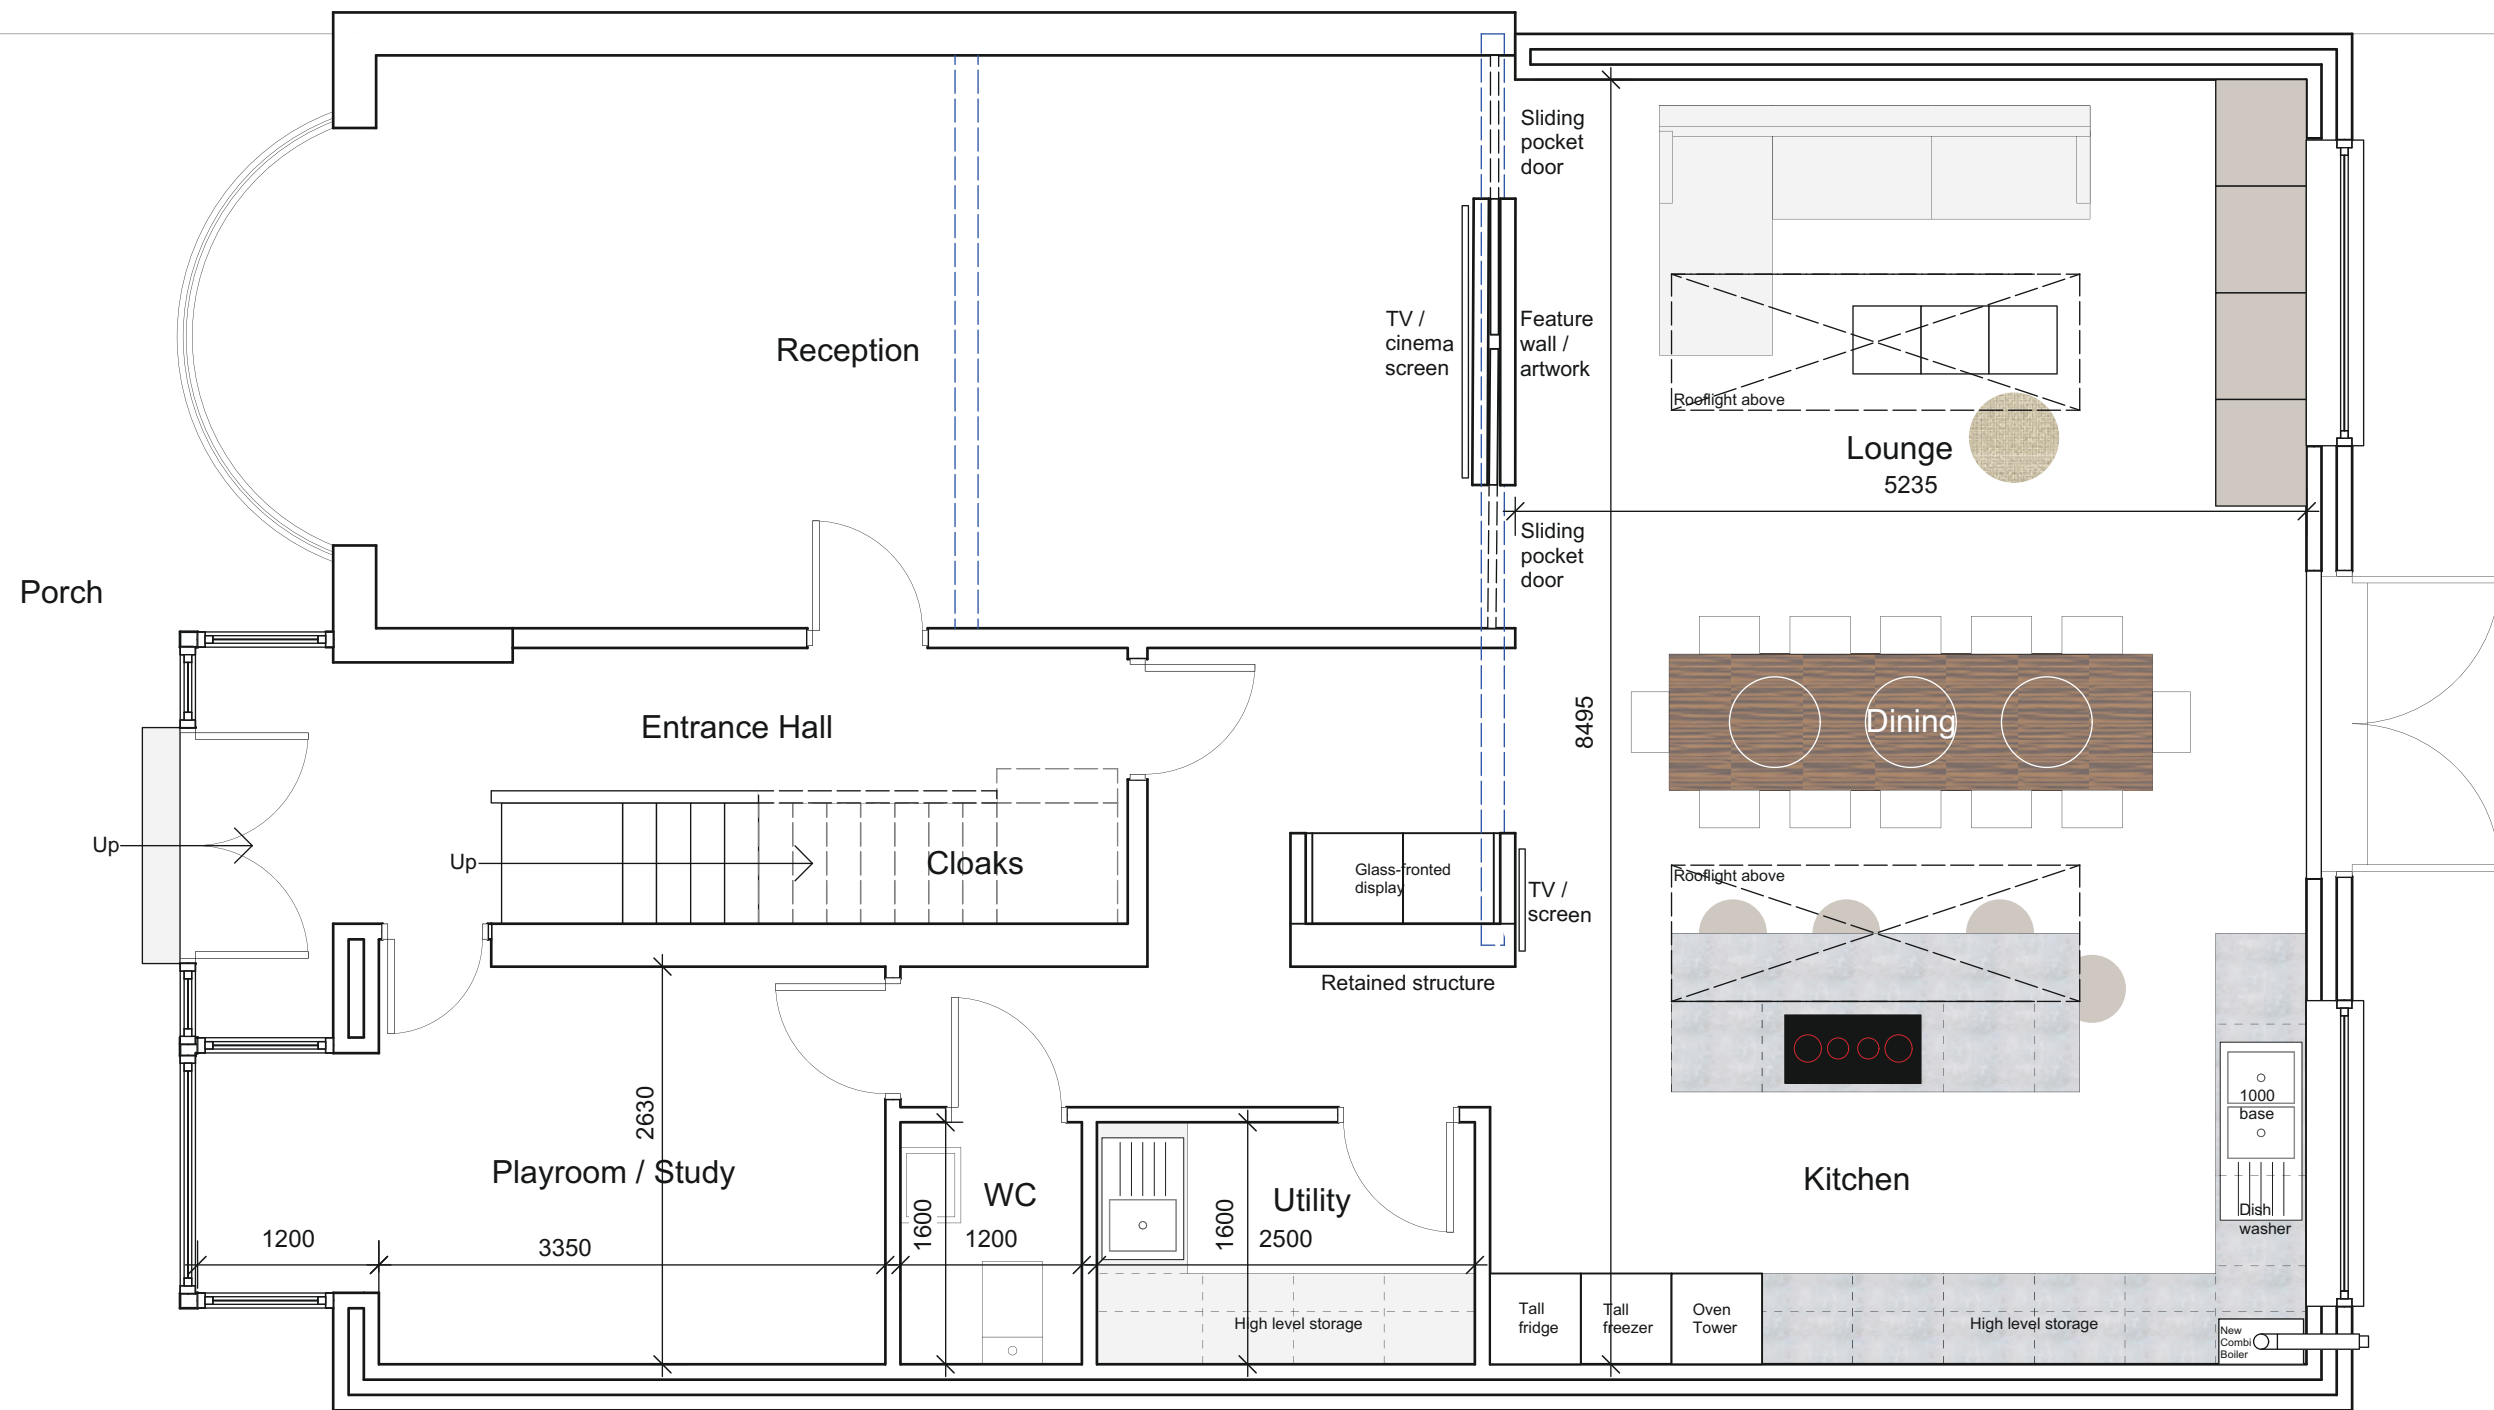 Sliding
pocket
door
Reception
TV /
cinema
screen
Feature
wall /
artwork
Rooflight above
Lounge
5235
Sliding
pocket
door
Porch
Entrance Hall
8495
Dining
Up
Up
Cloaks
Glass-fronted
display
TV /
screen
Rooflight above
Retained structure
2630
1000
base
Playroom / Study
WC
Utility
Kitchen
Dish
washer
1200
3350
1600
1200
1600
2500
High level storage
Tall
fridge
Tall
freezer
Oven
Tower
High level storage
New
Combi
Boiler